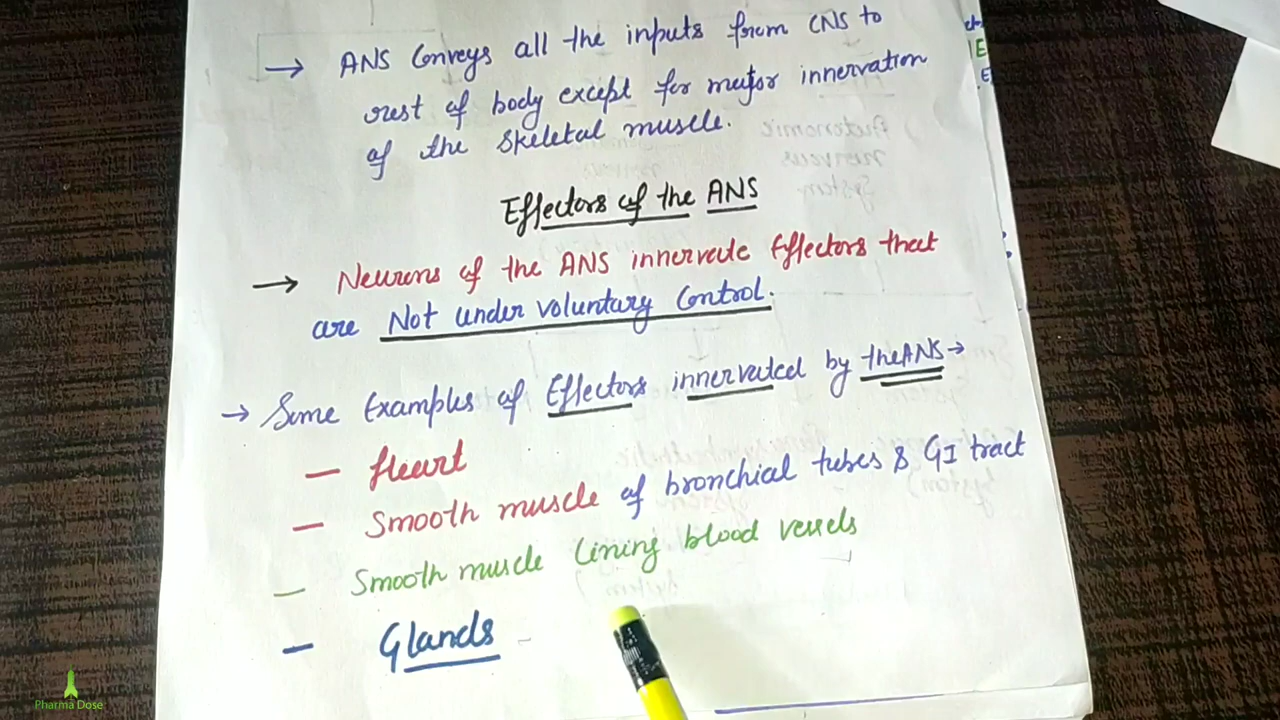 → ANS Conveys all the inputs from CNS to
rest of body except for major innervation
of the skeletal muscle.
Effectors of the ANS
→ Neurons of the ANS innervate Effectors that
are Not under voluntary Control.
→ Some Examples of Effectors innervated by the ANS →
— Heart
— Smooth muscle of bronchial tubes & GI tract
— Smooth muscle lining blood vessels
— Glands
Pharma Dose